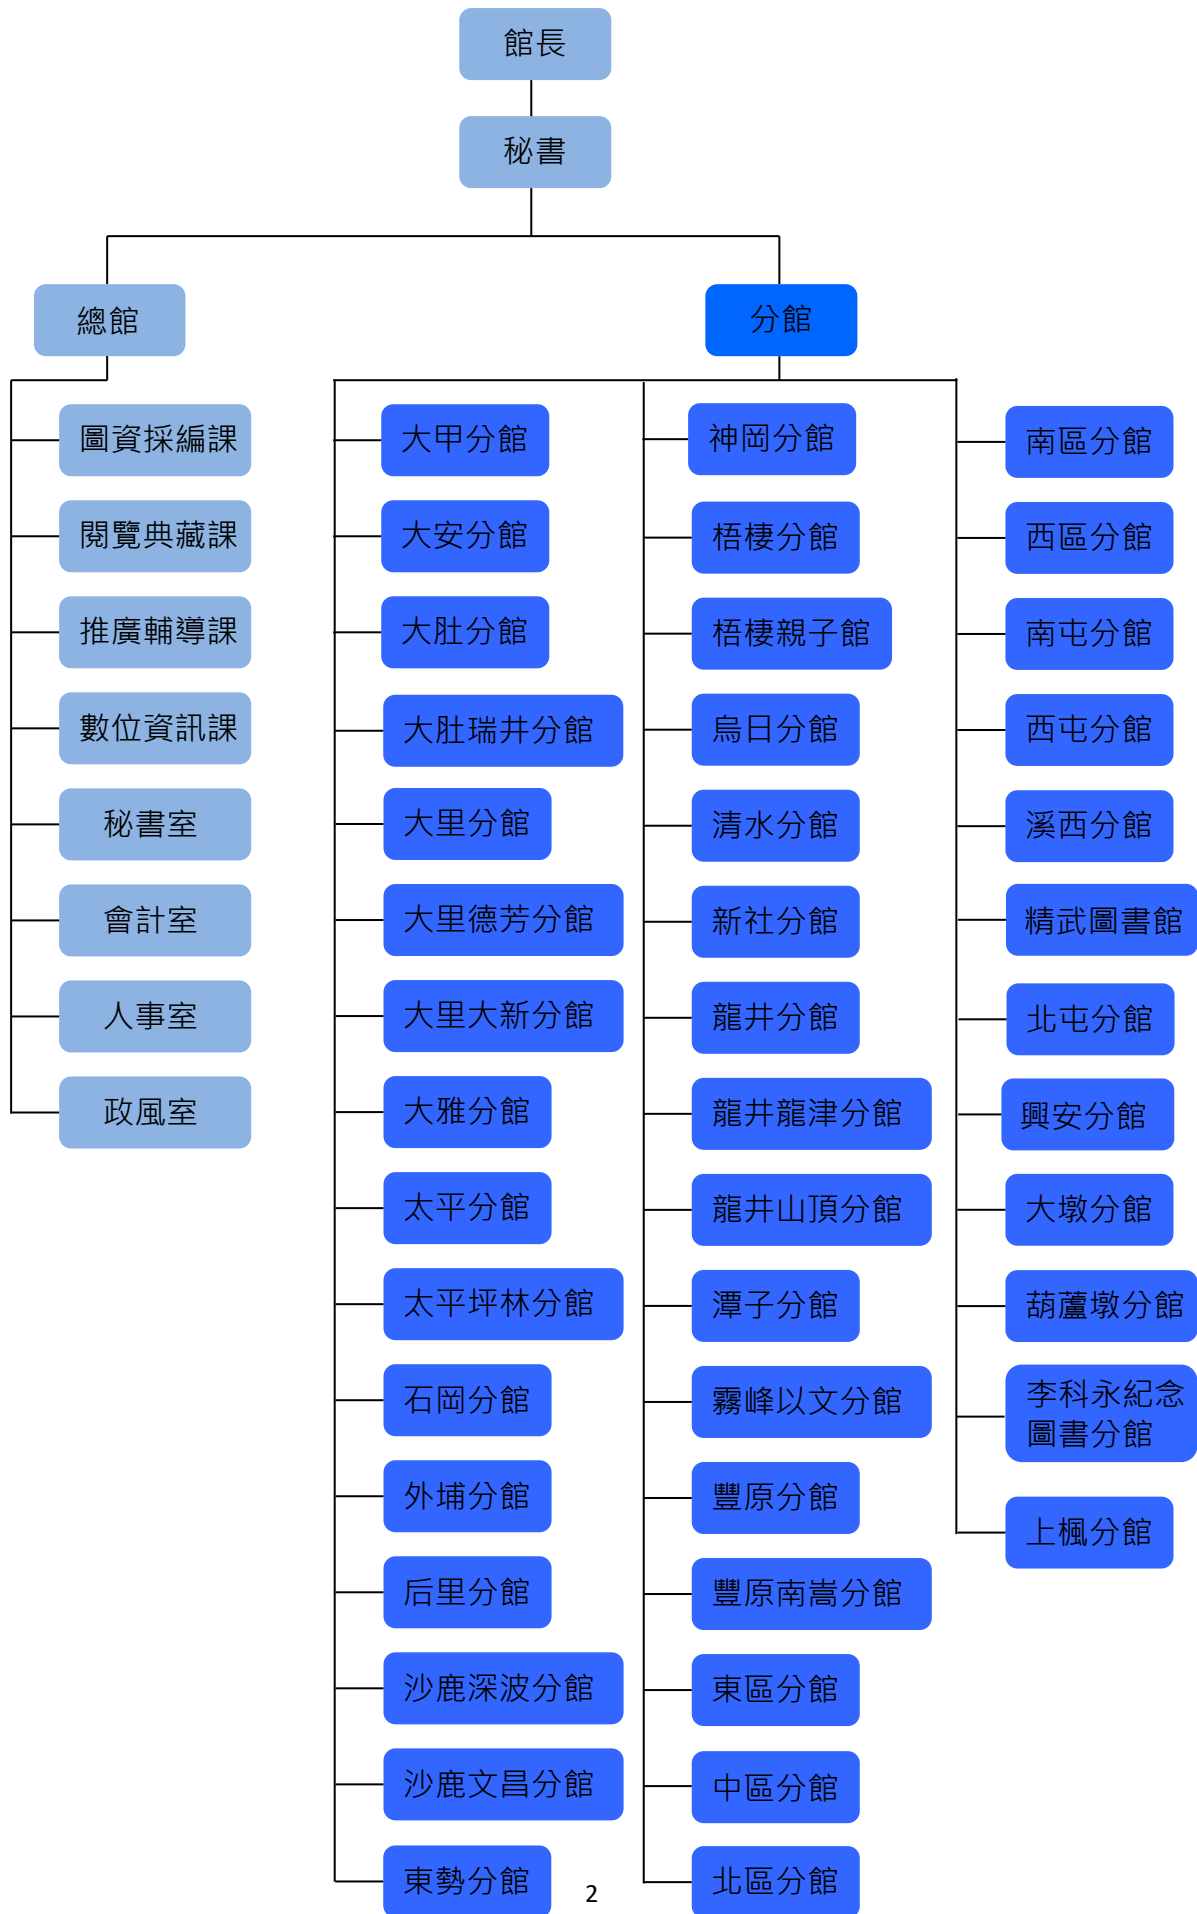 館長
秘書
總館
分館
圖資採編課
閱覽典藏課
推廣輔導課
數位資訊課
秘書室
會計室
人事室
政風室
大甲分館
大安分館
大肚分館
大肚瑞井分館
大里分館
大里德芳分館
大里大新分館
大雅分館
太平分館
太平坪林分館
石岡分館
外埔分館
后里分館
沙鹿深波分館
沙鹿文昌分館
東勢分館
神岡分館
梧棲分館
梧棲親子館
烏日分館
清水分館
新社分館
龍井分館
龍井龍津分館
龍井山頂分館
潭子分館
霧峰以文分館
豐原分館
豐原南嵩分館
東區分館
中區分館
北區分館
南區分館
西區分館
南屯分館
西屯分館
溪西分館
精武圖書館
北屯分館
興安分館
大墩分館
葫蘆墩分館
李科永紀念
圖書分館
上楓分館
2